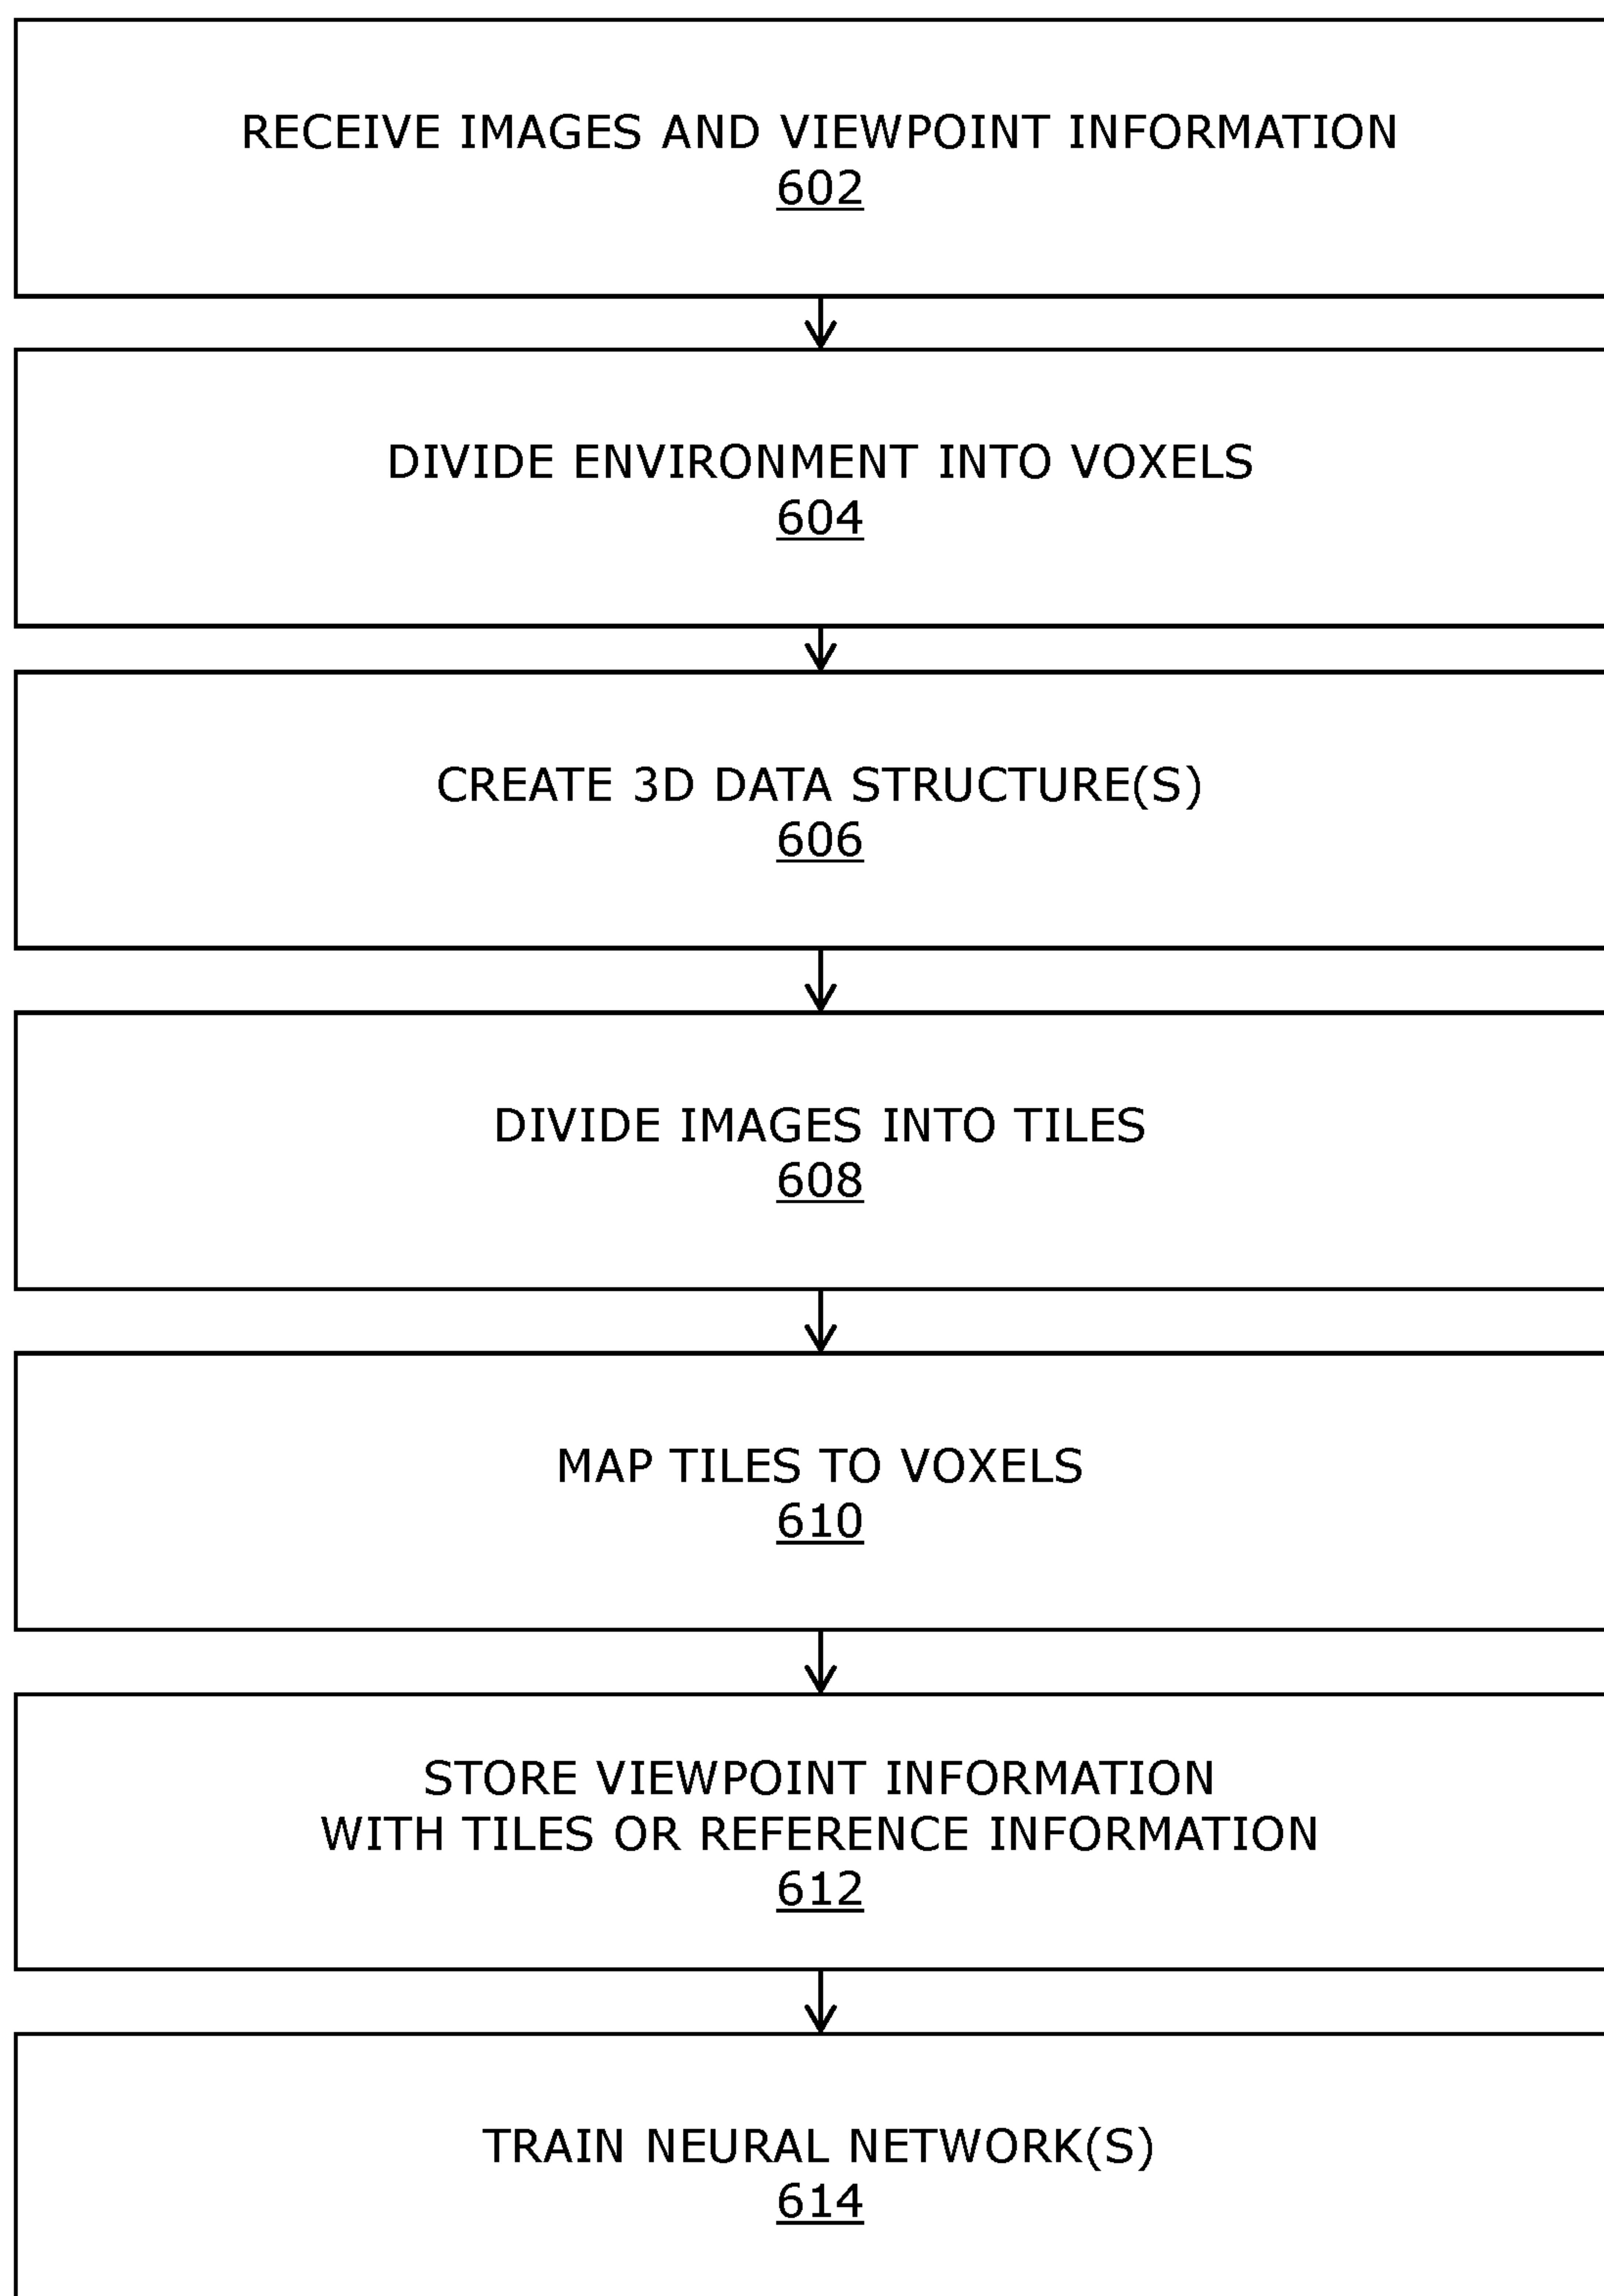 RECEIVE IMAGES AND VIEWPOINT INFORMATION
602
DIVIDE ENVIRONMENT INTO VOXELS
604
CREATE 3D DATA STRUCTURE(S)
606
DIVIDE IMAGES INTO TILES
608
MAP TILES TO VOXELS
610
STORE VIEWPOINT INFORMATION
WITH TILES OR REFERENCE INFORMATION
612
TRAIN NEURAL NETWORK(S)
614